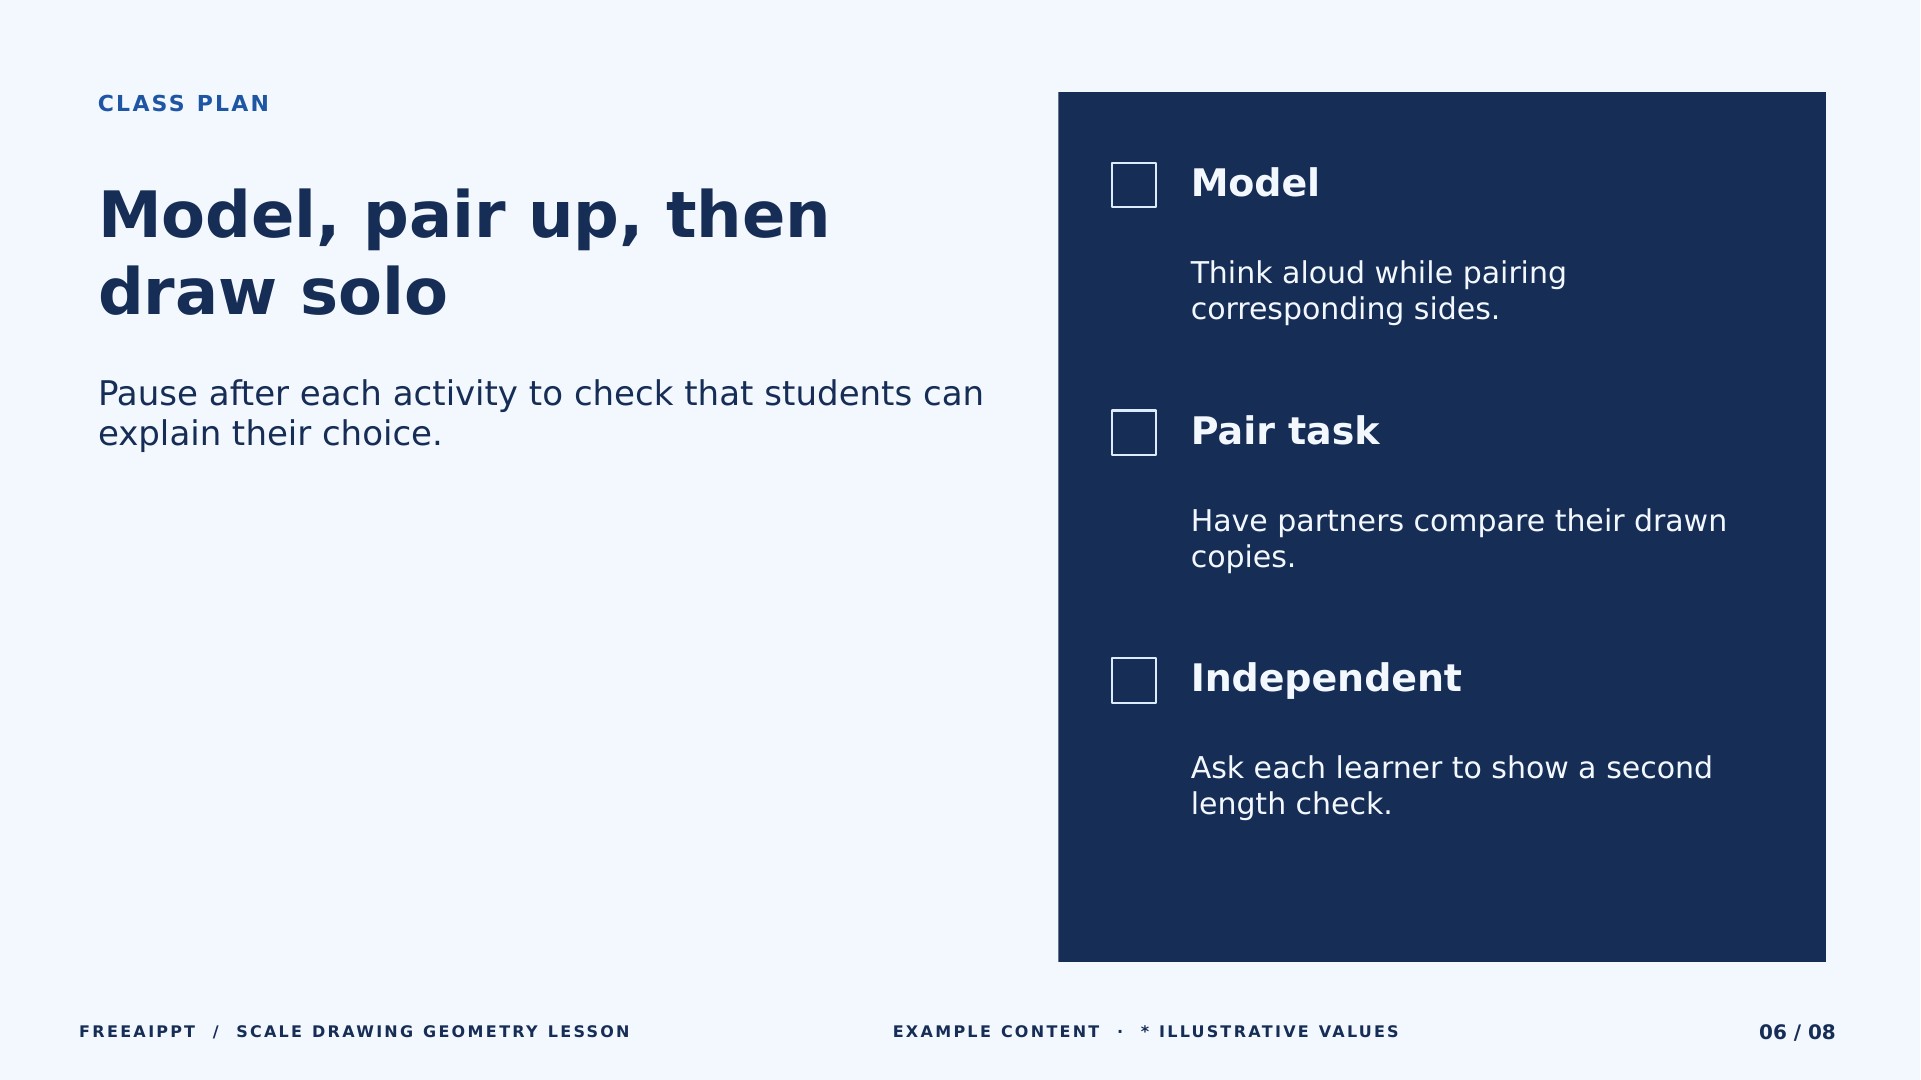 CLASS PLAN
Model, pair up, then
draw solo
Pause after each activity to check that students can
explain their choice.
Model
Think aloud while pairing
corresponding sides.
Pair task
Have partners compare their drawn
copies.
Independent
Ask each learner to show a second
length check.
FREEAIPPT / SCALE DRAWING GEOMETRY LESSON
EXAMPLE CONTENT · * ILLUSTRATIVE VALUES
06 / 08